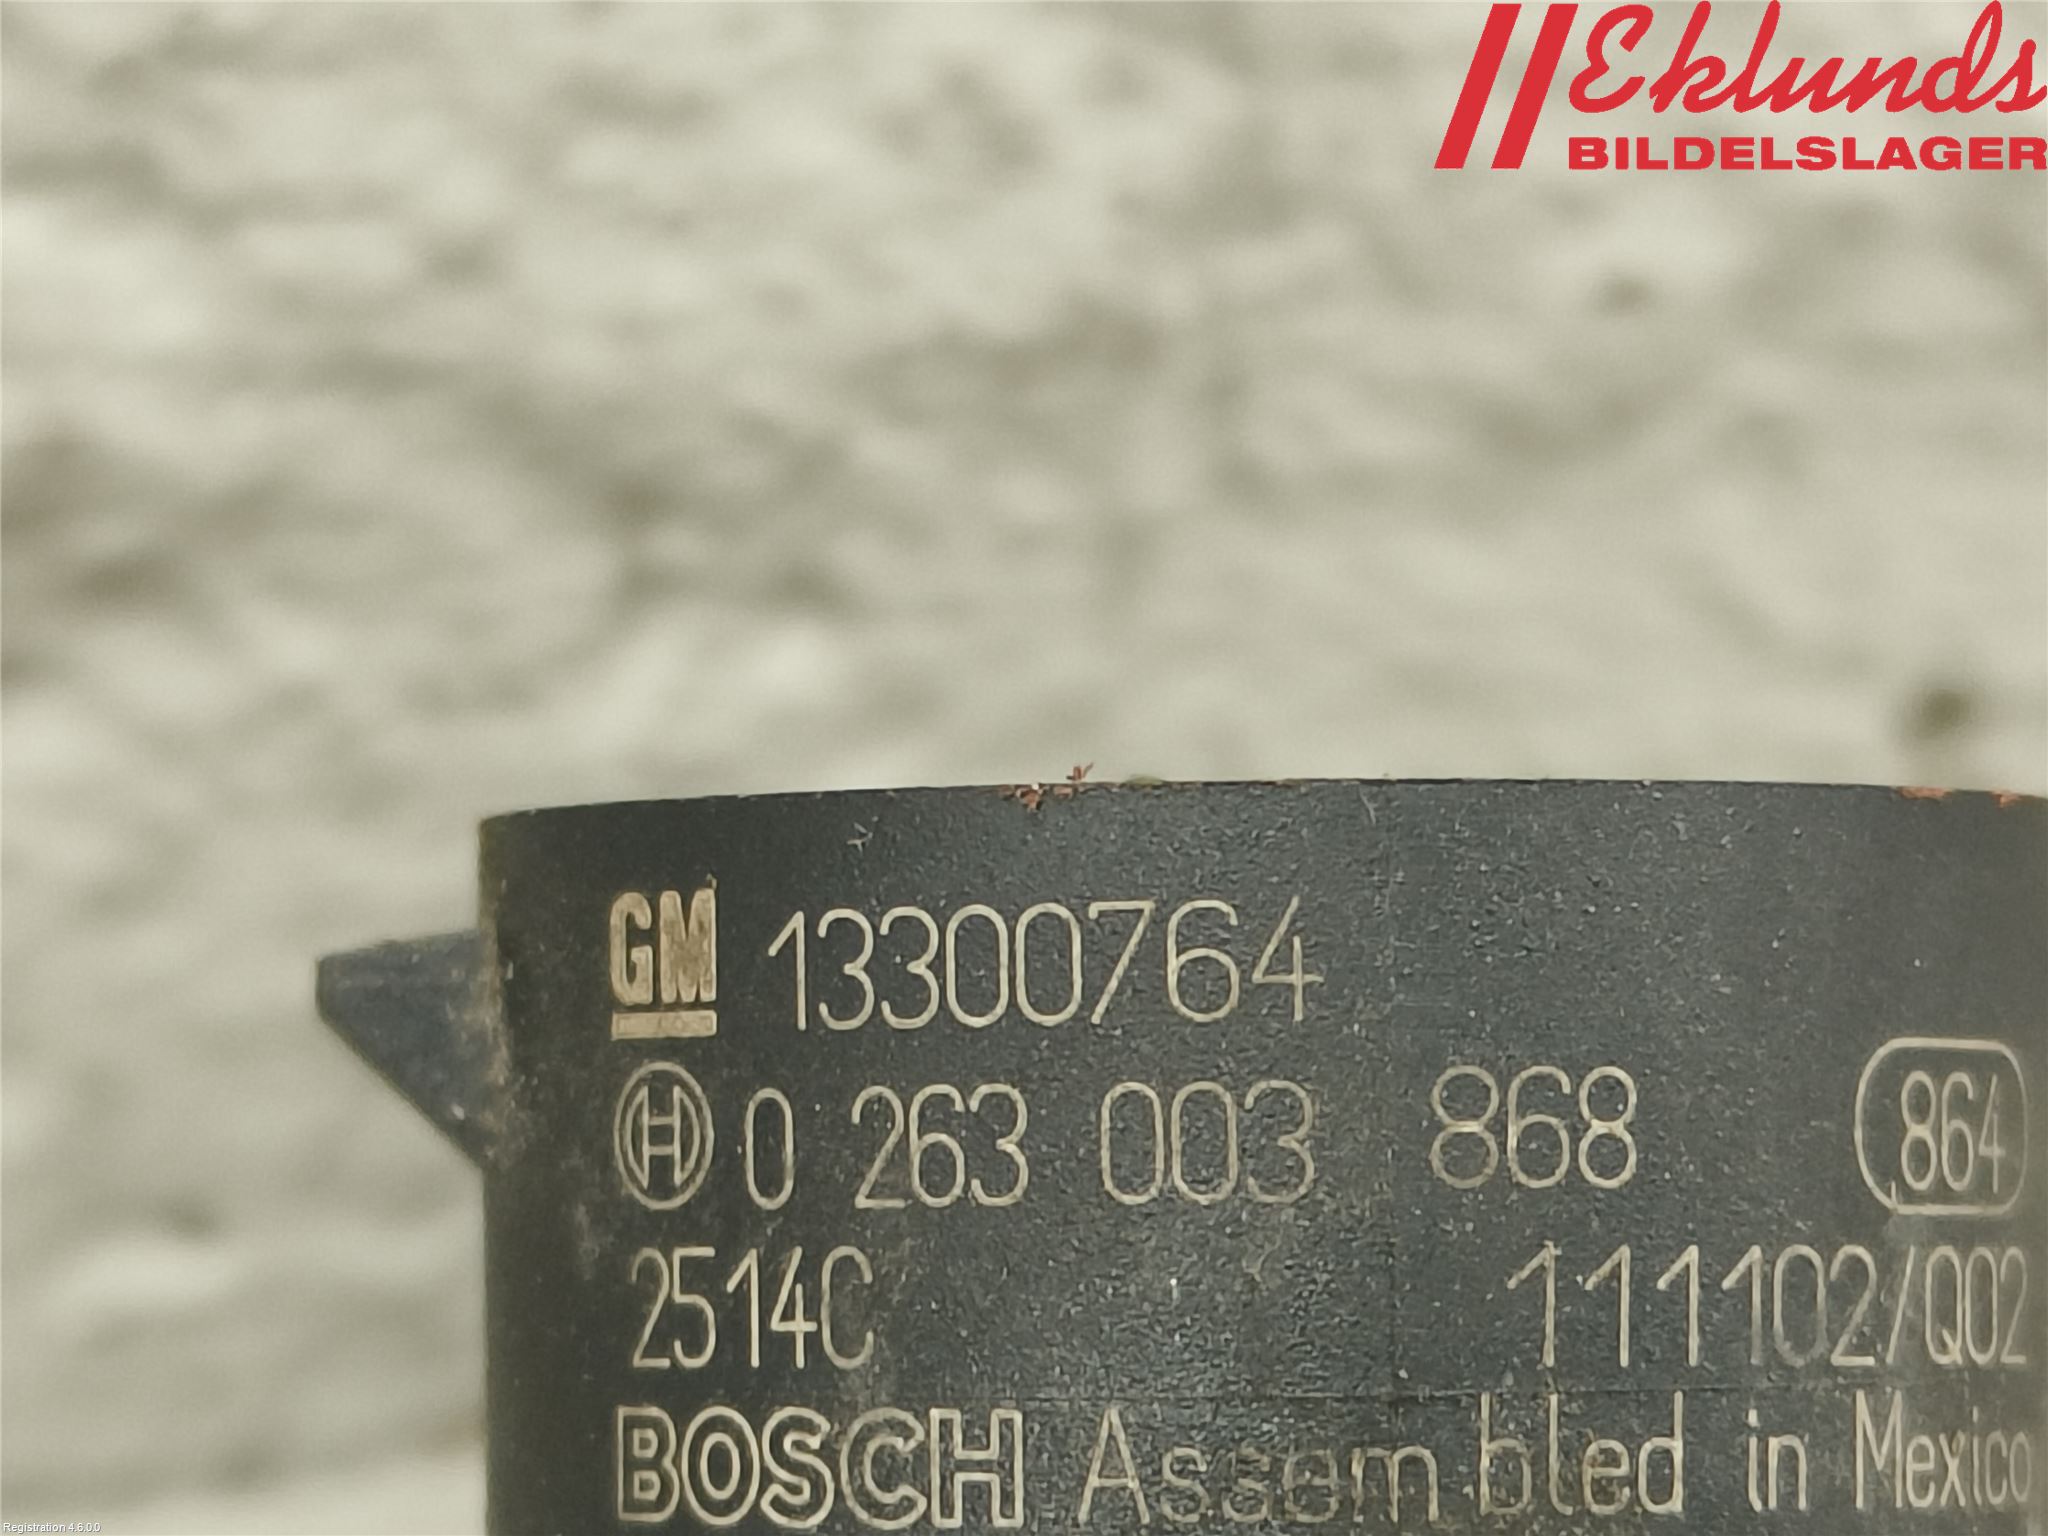 Eklunds
BILDELSLAGER
GM 13300764
0 263 003 868 864
2514C 111102/Q02
BOSCH Assembled in Mexico
Registration 4.6.0.0